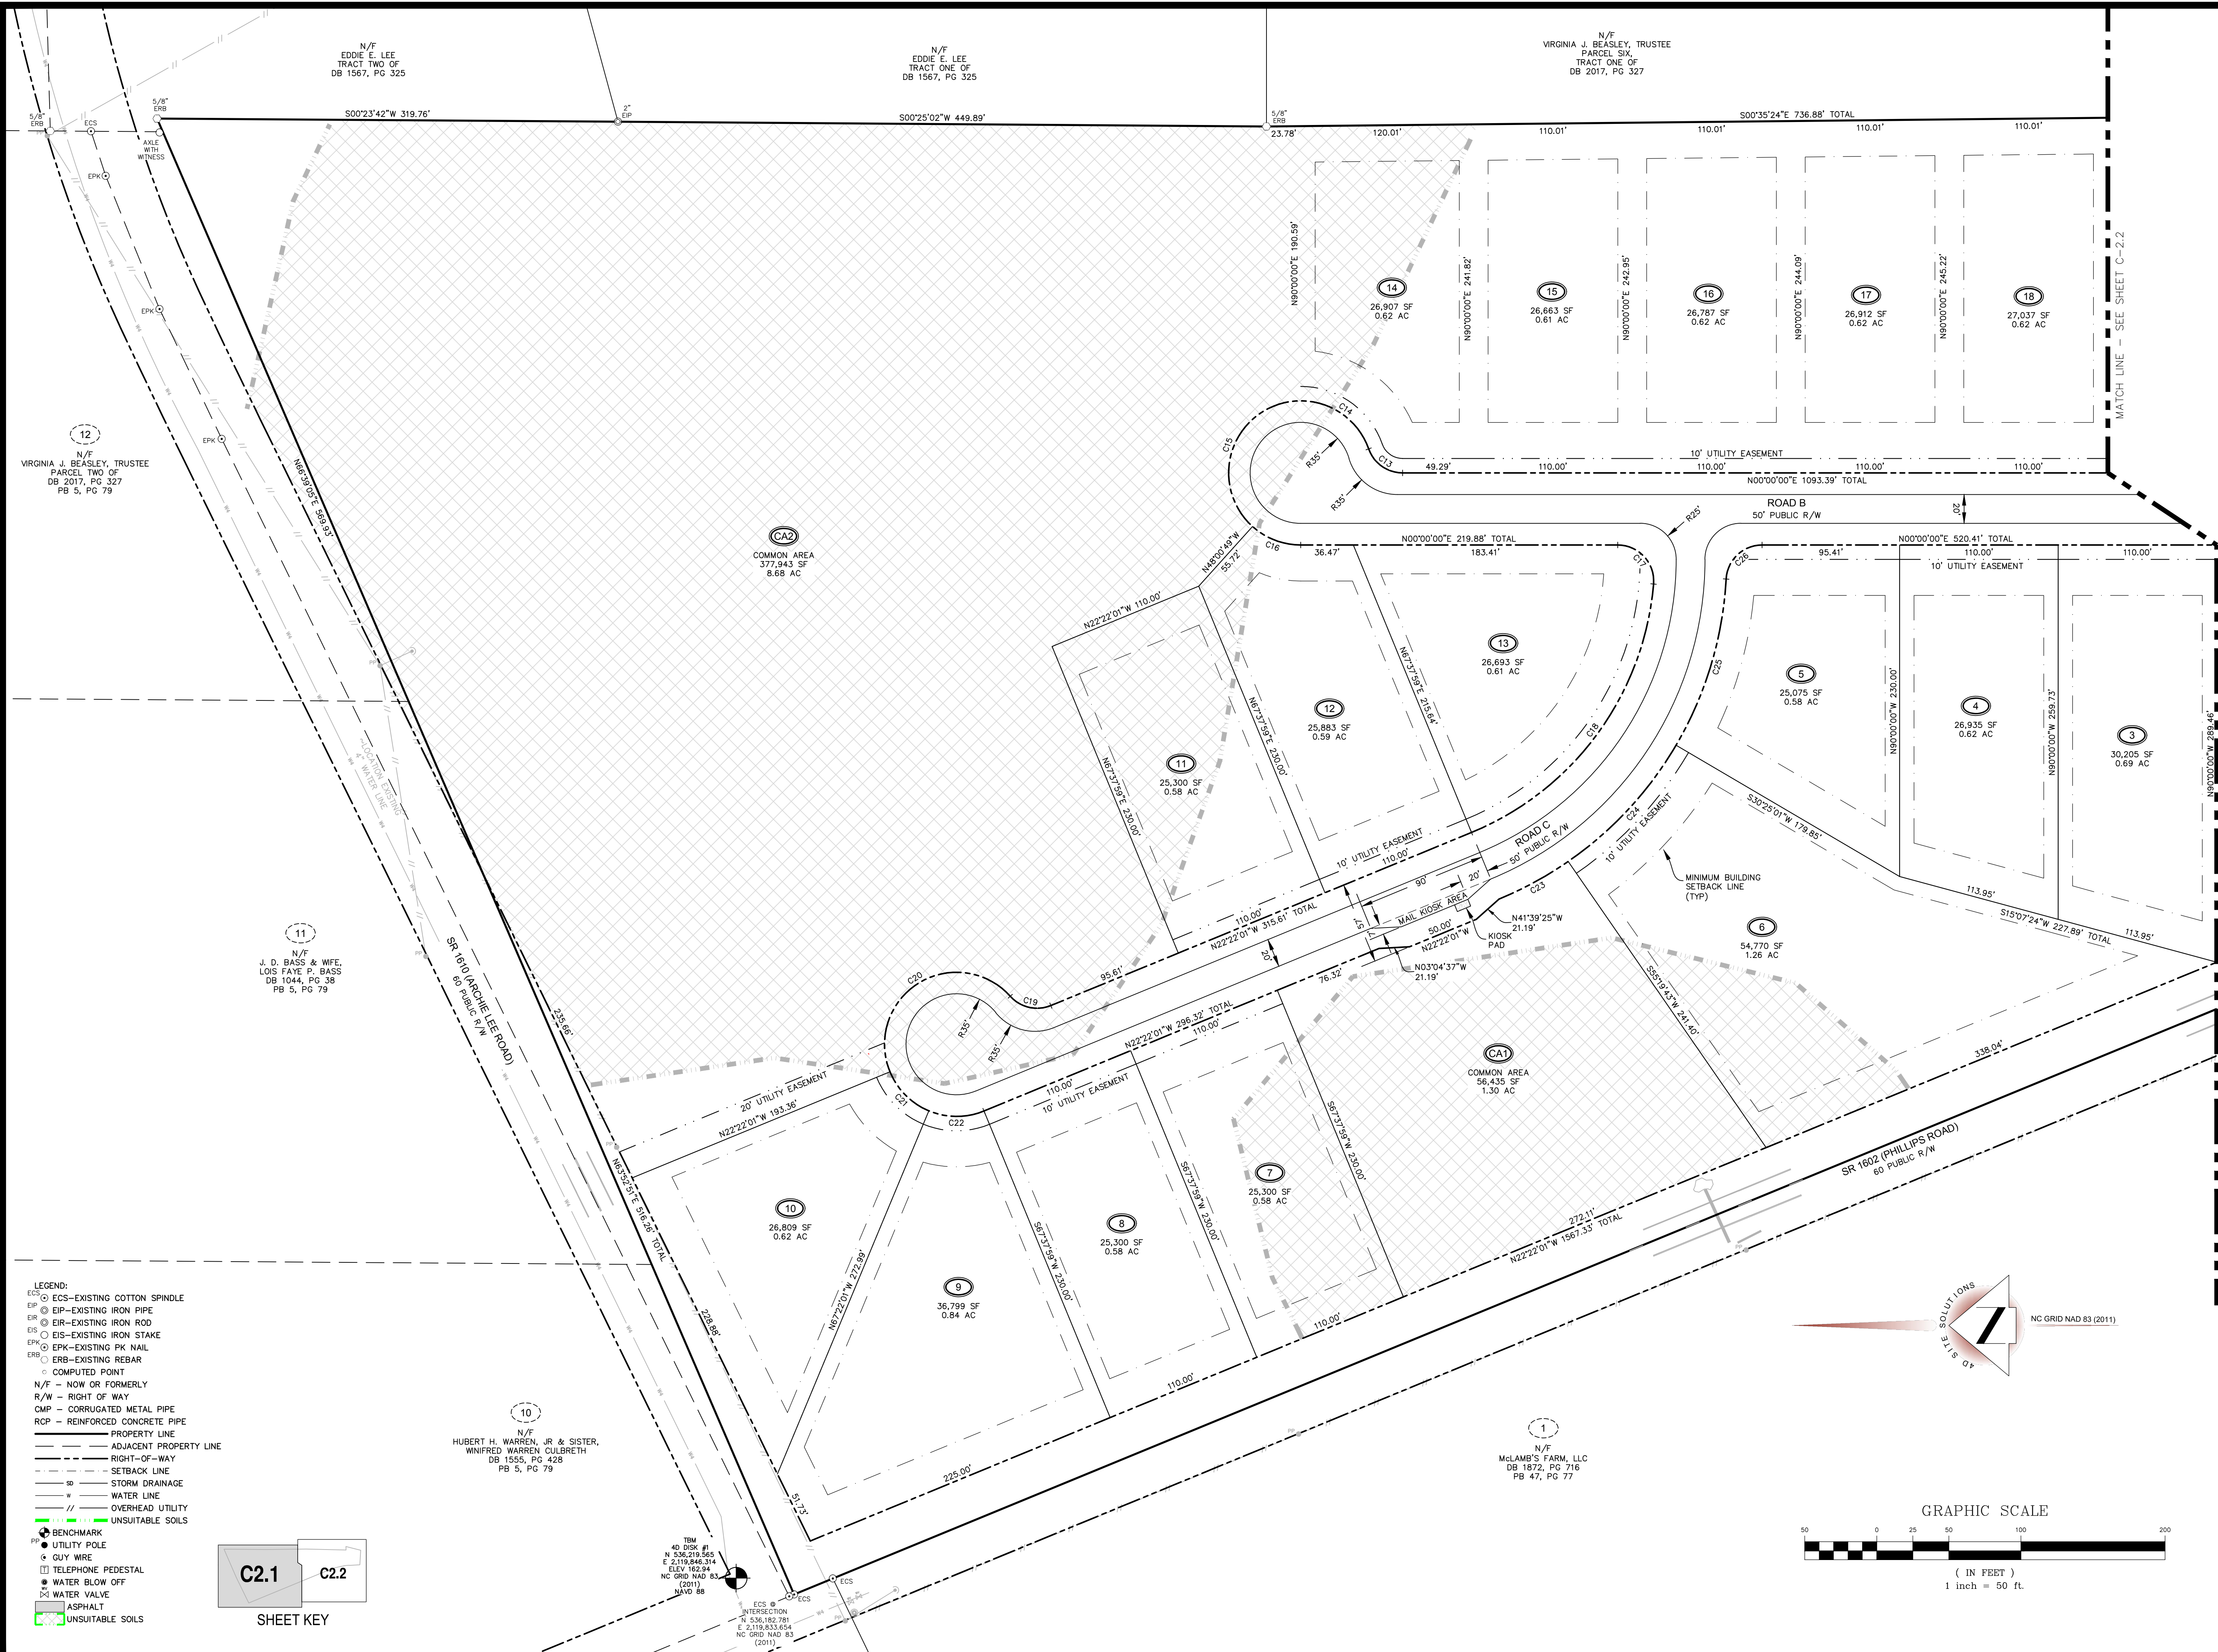 N/F
EDDIE E. LEE
TRACT TWO OF
DB 1567, PG 325
N/F
EDDIE E. LEE
TRACT ONE OF
DB 1567, PG 325
N/F
VIRGINIA J. BEASLEY, TRUSTEE
PARCEL SIX,
TRACT ONE OF
DB 2017, PG 327
5/8"
ERB
ECS
5/8"
ERB
AXLE
WITH
WITNESS
EPK
EPK
EPK
S00°23'42"W 319.76'
2"
EIP
S00°25'02"W 449.89'
5/8"
ERB
23.78'
120.01'
110.01'
110.01'
S00°35'24"E 736.88' TOTAL
110.01'
110.01'
MATCH LINE - SEE SHEET C-2.2
N90°00'00"E 190.59'
14
26,907 SF
0.62 AC
N90°00'00"E 241.82'
15
26,663 SF
0.61 AC
N90°00'00"E 242.95'
16
26,787 SF
0.62 AC
N90°00'00"E 244.09'
17
26,912 SF
0.62 AC
N90°00'00"E 245.22'
18
27,037 SF
0.62 AC
12
N/F
VIRGINIA J. BEASLEY, TRUSTEE
PARCEL TWO OF
DB 2017, PG 327
PB 5, PG 79
N66°39'05"E 569.93'
CA2
COMMON AREA
377,943 SF
8.68 AC
C14
C15
C13
C16
R35'
R35'
49.29'
110.00'
110.00'
110.00'
110.00'
10' UTILITY EASEMENT
N00°00'00"E 1093.39' TOTAL
ROAD B
50' PUBLIC R/W
20'
R25'
N00°00'00"E 219.88' TOTAL
36.47'
183.41'
C17
C26
N00°00'00"E 520.41' TOTAL
95.41'
110.00'
110.00'
10' UTILITY EASEMENT
N48°00'49"W
55.72'
N22°22'01"W 110.00'
N67°37'59"E 230.00'
11
25,300 SF
0.58 AC
N67°37'59"E 230.00'
12
25,883 SF
0.59 AC
N67°37'59"E 215.64'
13
26,693 SF
0.61 AC
C18
C25
5
25,075 SF
0.58 AC
N90°00'00"W 230.00'
4
26,935 SF
0.62 AC
N90°00'00"W 259.73'
3
30,205 SF
0.69 AC
N90°00'00"W 289.46'
~LOCATION EXISTING
4" WATER LINE
10' UTILITY EASEMENT
110.00'
110.00'
ROAD C
50' PUBLIC R/W
C24
10' UTILITY EASEMENT
S30°25'01"W 179.85'
MINIMUM BUILDING
SETBACK LINE
(TYP)
113.95'
S15°07'24"W 227.89' TOTAL
113.95'
C23
90'
20'
MAIL KIOSK AREA
57.5'
N22°22'01"W 315.61' TOTAL
50.00'
N22°22'01"W
KIOSK
PAD
N41°39'25"W
21.19'
N03°04'37"W
21.19'
20'
76.32'
95.61'
6
54,770 SF
1.26 AC
S55°19'43"W 241.40'
338.04'
11
N/F
J. D. BASS & WIFE,
LOIS FAYE P. BASS
DB 1044, PG 38
PB 5, PG 79
SR 1610 (ARCHIE LEE ROAD)
60 PUBLIC R/W
235.66'
C20
C19
R35'
R35'
N22°22'01"W 296.32' TOTAL
110.00'
110.00'
10' UTILITY EASEMENT
C21
C22
20' UTILITY EASEMENT
N22°22'01"W 193.36'
CA1
COMMON AREA
56,435 SF
1.30 AC
N63°52'51"E 516.26' TOTAL
10
26,809 SF
0.62 AC
N67°22'01"W 272.99'
9
36,799 SF
0.84 AC
S67°37'59"W 230.00'
8
25,300 SF
0.58 AC
S67°37'59"W 230.00'
7
25,300 SF
0.58 AC
S67°37'59"W 230.00'
272.11'
N22°22'01"W 1567.33' TOTAL
SR 1602 (PHILLIPS ROAD)
60 PUBLIC R/W
110.00'
110.00'
225.00'
228.88'
51.73'
4D SITE SOLUTIONS
NC GRID NAD 83 (2011)
10
N/F
HUBERT H. WARREN, JR & SISTER,
WINIFRED WARREN CULBRETH
DB 1555, PG 428
PB 5, PG 79
1
N/F
McLAMB'S FARM, LLC
DB 1872, PG 716
PB 47, PG 77
LEGEND:
ECS ECS-EXISTING COTTON SPINDLE
EIP EIP-EXISTING IRON PIPE
EIR EIR-EXISTING IRON ROD
EIS EIS-EXISTING IRON STAKE
EPK EPK-EXISTING PK NAIL
ERB ERB-EXISTING REBAR
COMPUTED POINT
N/F - NOW OR FORMERLY
R/W - RIGHT OF WAY
CMP - CORRUGATED METAL PIPE
RCP - REINFORCED CONCRETE PIPE
PROPERTY LINE
ADJACENT PROPERTY LINE
RIGHT-OF-WAY
SETBACK LINE
SD STORM DRAINAGE
W WATER LINE
// OVERHEAD UTILITY
UNSUITABLE SOILS
BENCHMARK
PP UTILITY POLE
GUY WIRE
T TELEPHONE PEDESTAL
WATER BLOW OFF
WV WATER VALVE
ASPHALT
UNSUITABLE SOILS
C2.1
C2.2
SHEET KEY
TBM
4D DISK #1
N 536,219.565
E 2,119,846.314
ELEV 162.94
NC GRID NAD 83
(2011)
NAVD 88
ECS
ECS
ECS @
INTERSECTION
N 536,182.781
E 2,119,833.654
NC GRID NAD 83
(2011)
GRAPHIC SCALE
50 0 25 50 100 200
( IN FEET )
1 inch = 50 ft.